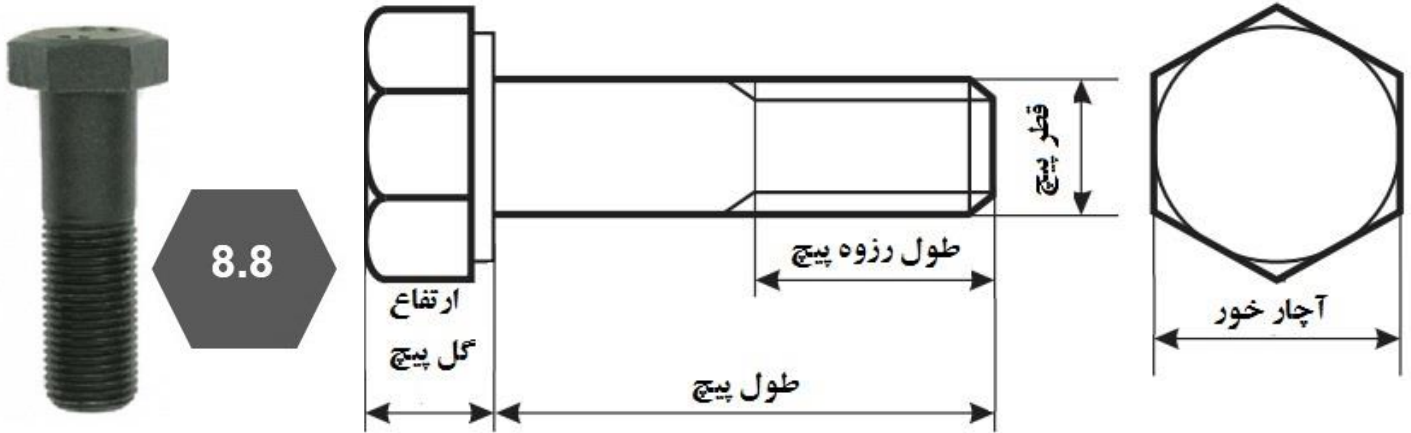 8.8
ارتفاع
گل پیچ
طول پیچ
طول رزوه پیچ
قطر پیچ
آچار خور